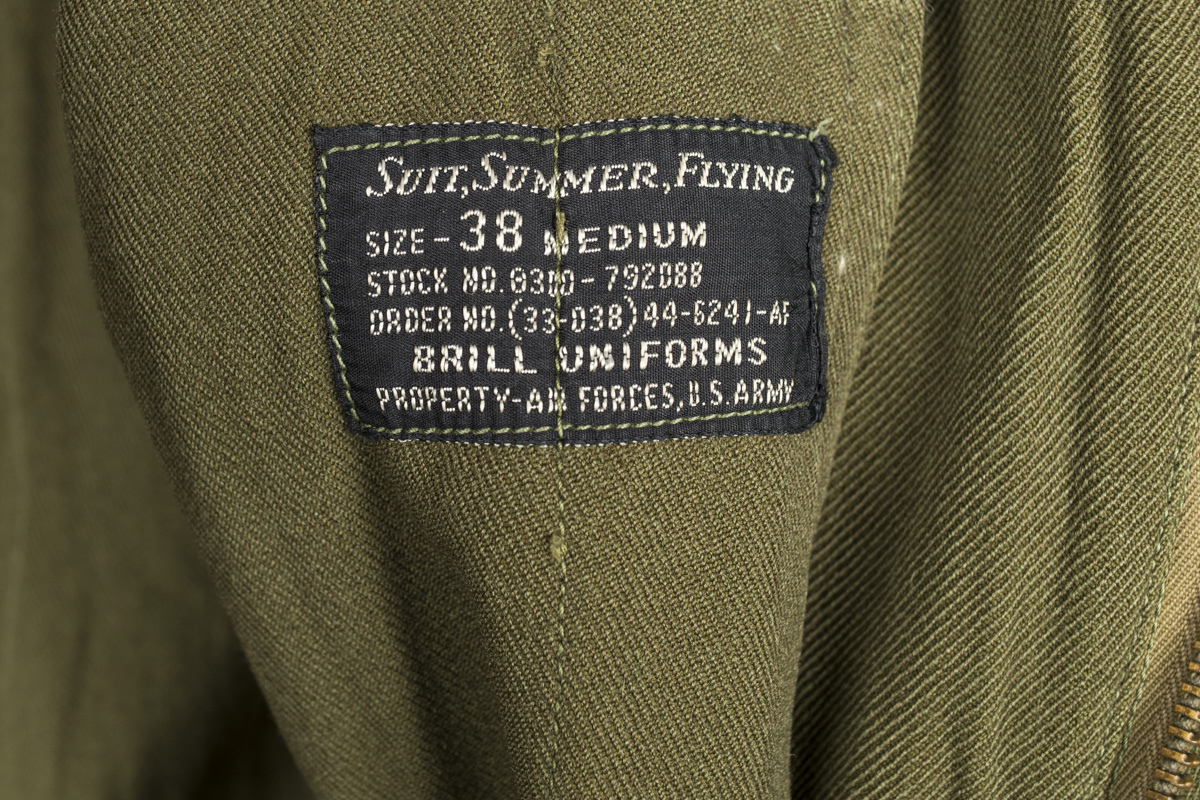 SUIT, SUMMER, FLYING
SIZE-38 MEDIUM
STOCK NO. 8300-792088
ORDER NO. (33-038)44-6241-AF
BRILL UNIFORMS
PROPERTY-AIR FORCES, U.S. ARMY